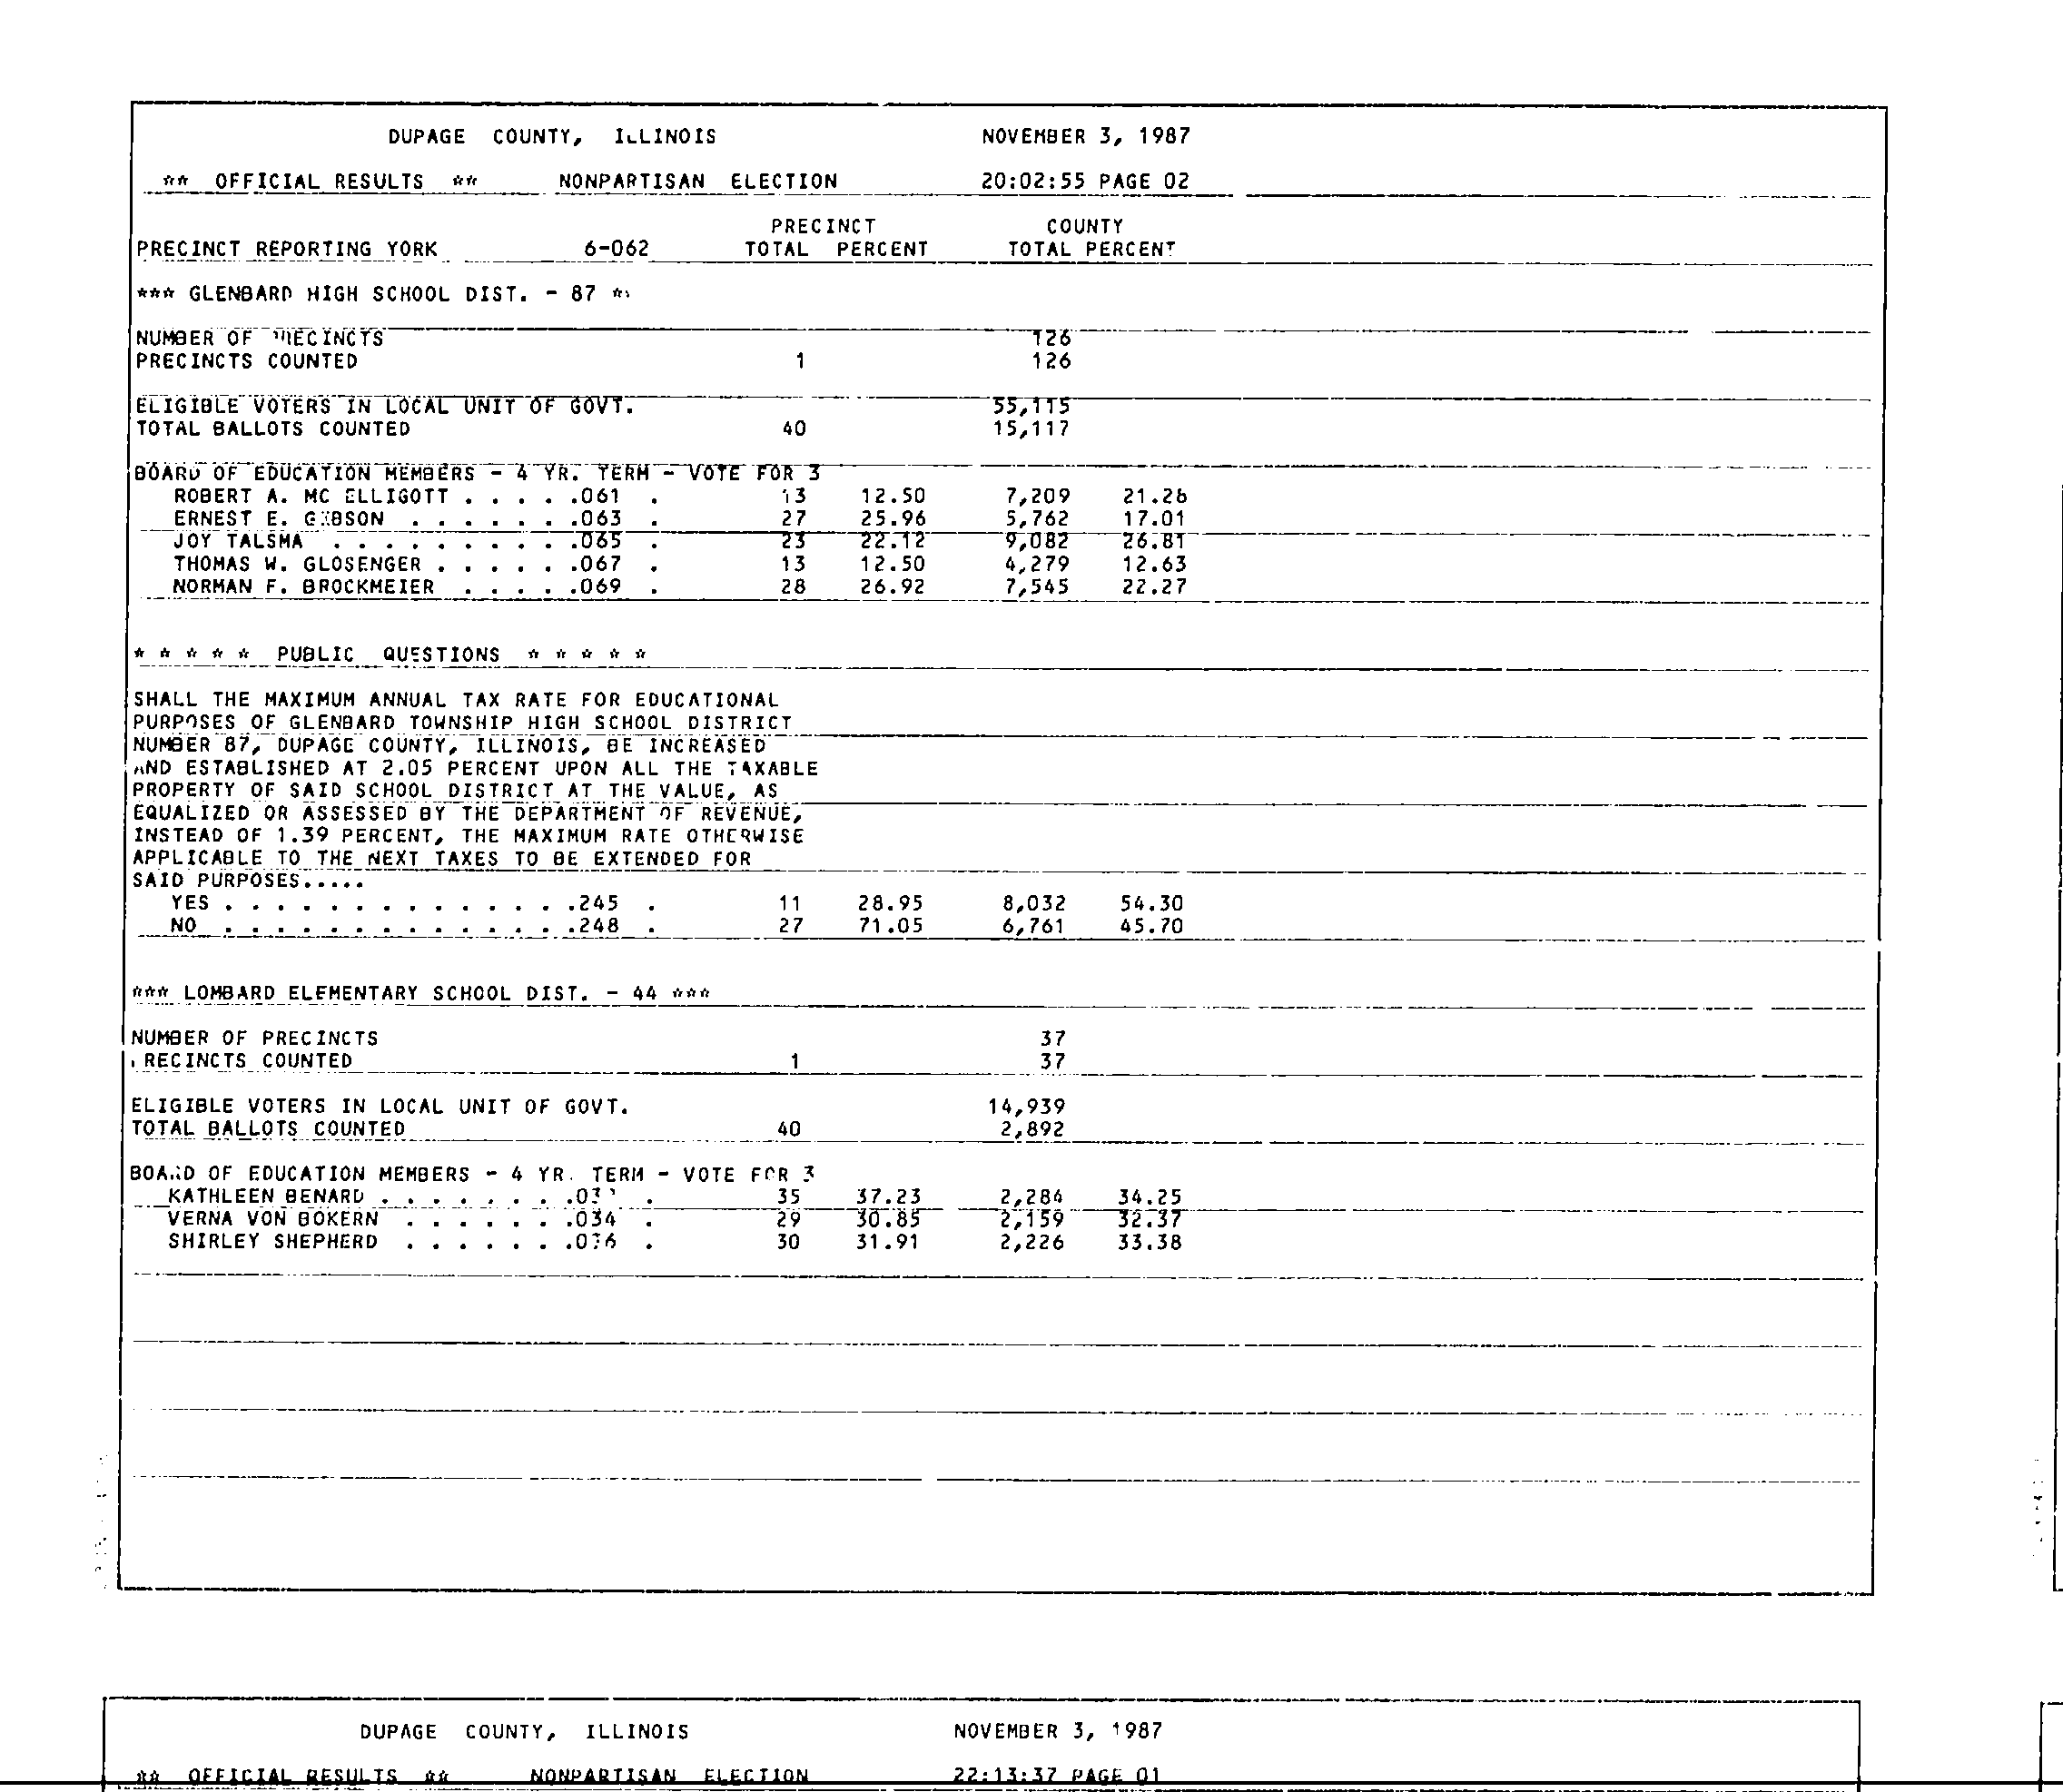 DUPAGE COUNTY, ILLINOIS NOVEMBER 3, 1987
** OFFICIAL RESULTS ** NONPARTISAN ELECTION 20:02:55 PAGE 02
PRECINCT COUNTY
PRECINCT REPORTING YORK 6-062 TOTAL PERCENT TOTAL PERCENT
*** GLENBARD HIGH SCHOOL DIST. - 87 **
NUMBER OF PRECINCTS 126
PRECINCTS COUNTED 1 126
ELIGIBLE VOTERS IN LOCAL UNIT OF GOVT. 55,115
TOTAL BALLOTS COUNTED 40 15,117
BOARD OF EDUCATION MEMBERS - 4 YR. TERM - VOTE FOR 3
ROBERT A. MC ELLIGOTT . . . . .061 . 13 12.50 7,209 21.28
ERNEST E. GIBSON . . . . . . .063 . 27 25.96 5,762 17.01
JOY TALSMA . . . . . . . . . .065 . 23 22.12 9,082 26.81
THOMAS W. GLOSENGER . . . . . .067 . 13 12.50 4,279 12.63
NORMAN F. BROCKMEIER . . . . .069 . 28 26.92 7,545 22.27
* * * * * PUBLIC QUESTIONS * * * * *
SHALL THE MAXIMUM ANNUAL TAX RATE FOR EDUCATIONAL
PURPOSES OF GLENBARD TOWNSHIP HIGH SCHOOL DISTRICT
NUMBER 87, DUPAGE COUNTY, ILLINOIS, BE INCREASED
AND ESTABLISHED AT 2.05 PERCENT UPON ALL THE TAXABLE
PROPERTY OF SAID SCHOOL DISTRICT AT THE VALUE, AS
EQUALIZED OR ASSESSED BY THE DEPARTMENT OF REVENUE,
INSTEAD OF 1.39 PERCENT, THE MAXIMUM RATE OTHERWISE
APPLICABLE TO THE NEXT TAXES TO BE EXTENDED FOR
SAID PURPOSES.....
YES . . . . . . . . . . . . . .245 . 11 28.95 8,032 54.30
NO . . . . . . . . . . . . . .248 . 27 71.05 6,761 45.70
*** LOMBARD ELEMENTARY SCHOOL DIST. - 44 ***
NUMBER OF PRECINCTS 37
PRECINCTS COUNTED 1 37
ELIGIBLE VOTERS IN LOCAL UNIT OF GOVT. 14,939
TOTAL BALLOTS COUNTED 40 2,892
BOARD OF EDUCATION MEMBERS - 4 YR. TERM - VOTE FOR 3
KATHLEEN BENARD . . . . . . . . 35 37.23 2,284 34.25
VERNA VON BOKERN . . . . . . .034 . 29 30.85 2,159 32.37
SHIRLEY SHEPHERD . . . . . . .036 . 30 31.91 2,226 33.38
DUPAGE COUNTY, ILLINOIS NOVEMBER 3, 1987
** OFFICIAL RESULTS ** NONPARTISAN ELECTION 22:13:37 PAGE 01